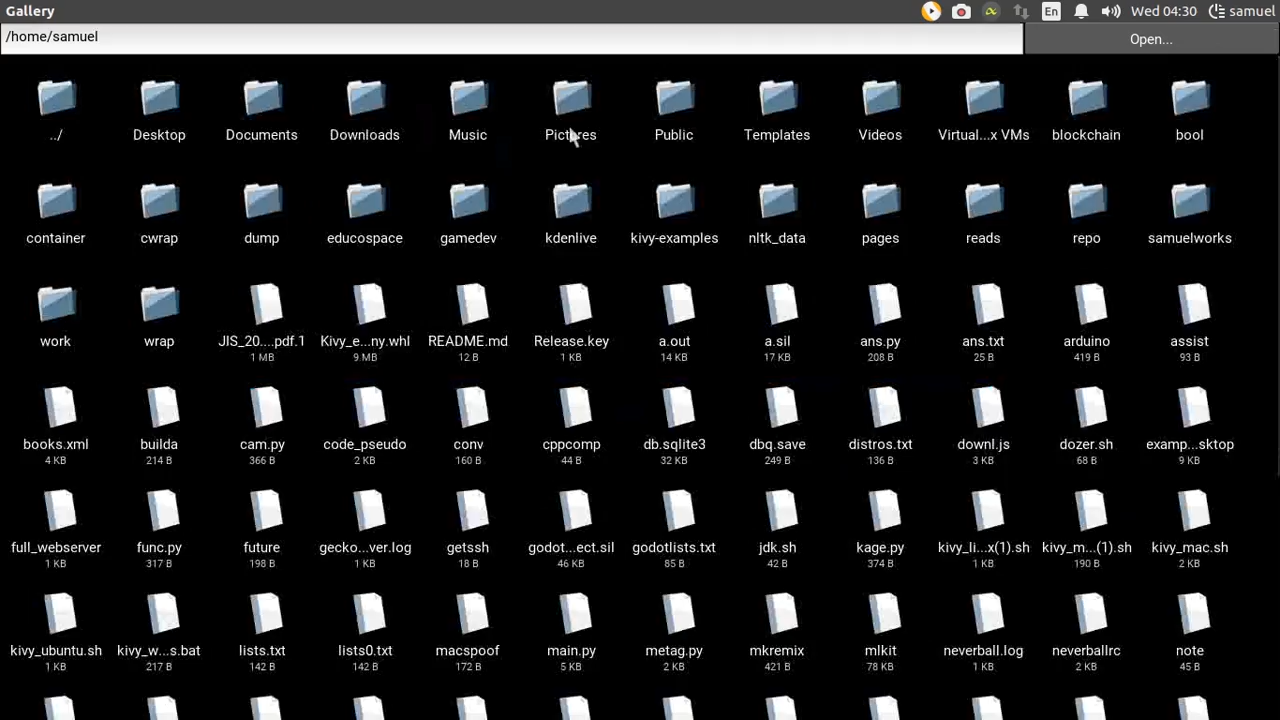 Gallery En Wed 04:30 samuel
/home/samuel Open...
../ Desktop Documents Downloads Music Pictures Public Templates Videos Virtual...x VMs blockchain bool
container cwrap dump educospace gamedev kdenlive kivy-examples nltk_data pages reads repo samuelworks
work wrap JIS_20....pdf.1 Kivy_e...ny.whl README.md Release.key a.out a.sil ans.py ans.txt arduino assist
1 MB 9 MB 12 B 1 KB 14 KB 17 KB 208 B 25 B 419 B 93 B
books.xml builda cam.py code_pseudo conv cppcomp db.sqlite3 dbq.save distros.txt downl.js dozer.sh examp...sktop
4 KB 214 B 366 B 2 KB 160 B 44 B 32 KB 249 B 136 B 3 KB 68 B 9 KB
full_webserver func.py future gecko...ver.log getssh godot...ect.sil godotlists.txt jdk.sh kage.py kivy_li...x(1).sh kivy_m...(1).sh kivy_mac.sh
1 KB 317 B 198 B 1 KB 18 B 46 KB 85 B 42 B 374 B 1 KB 190 B 2 KB
kivy_ubuntu.sh kivy_w...s.bat lists.txt lists0.txt macspoof main.py metag.py mkremix mlkit neverball.log neverballrc note
1 KB 217 B 142 B 142 B 172 B 5 KB 2 KB 421 B 78 KB 1 KB 2 KB 45 B